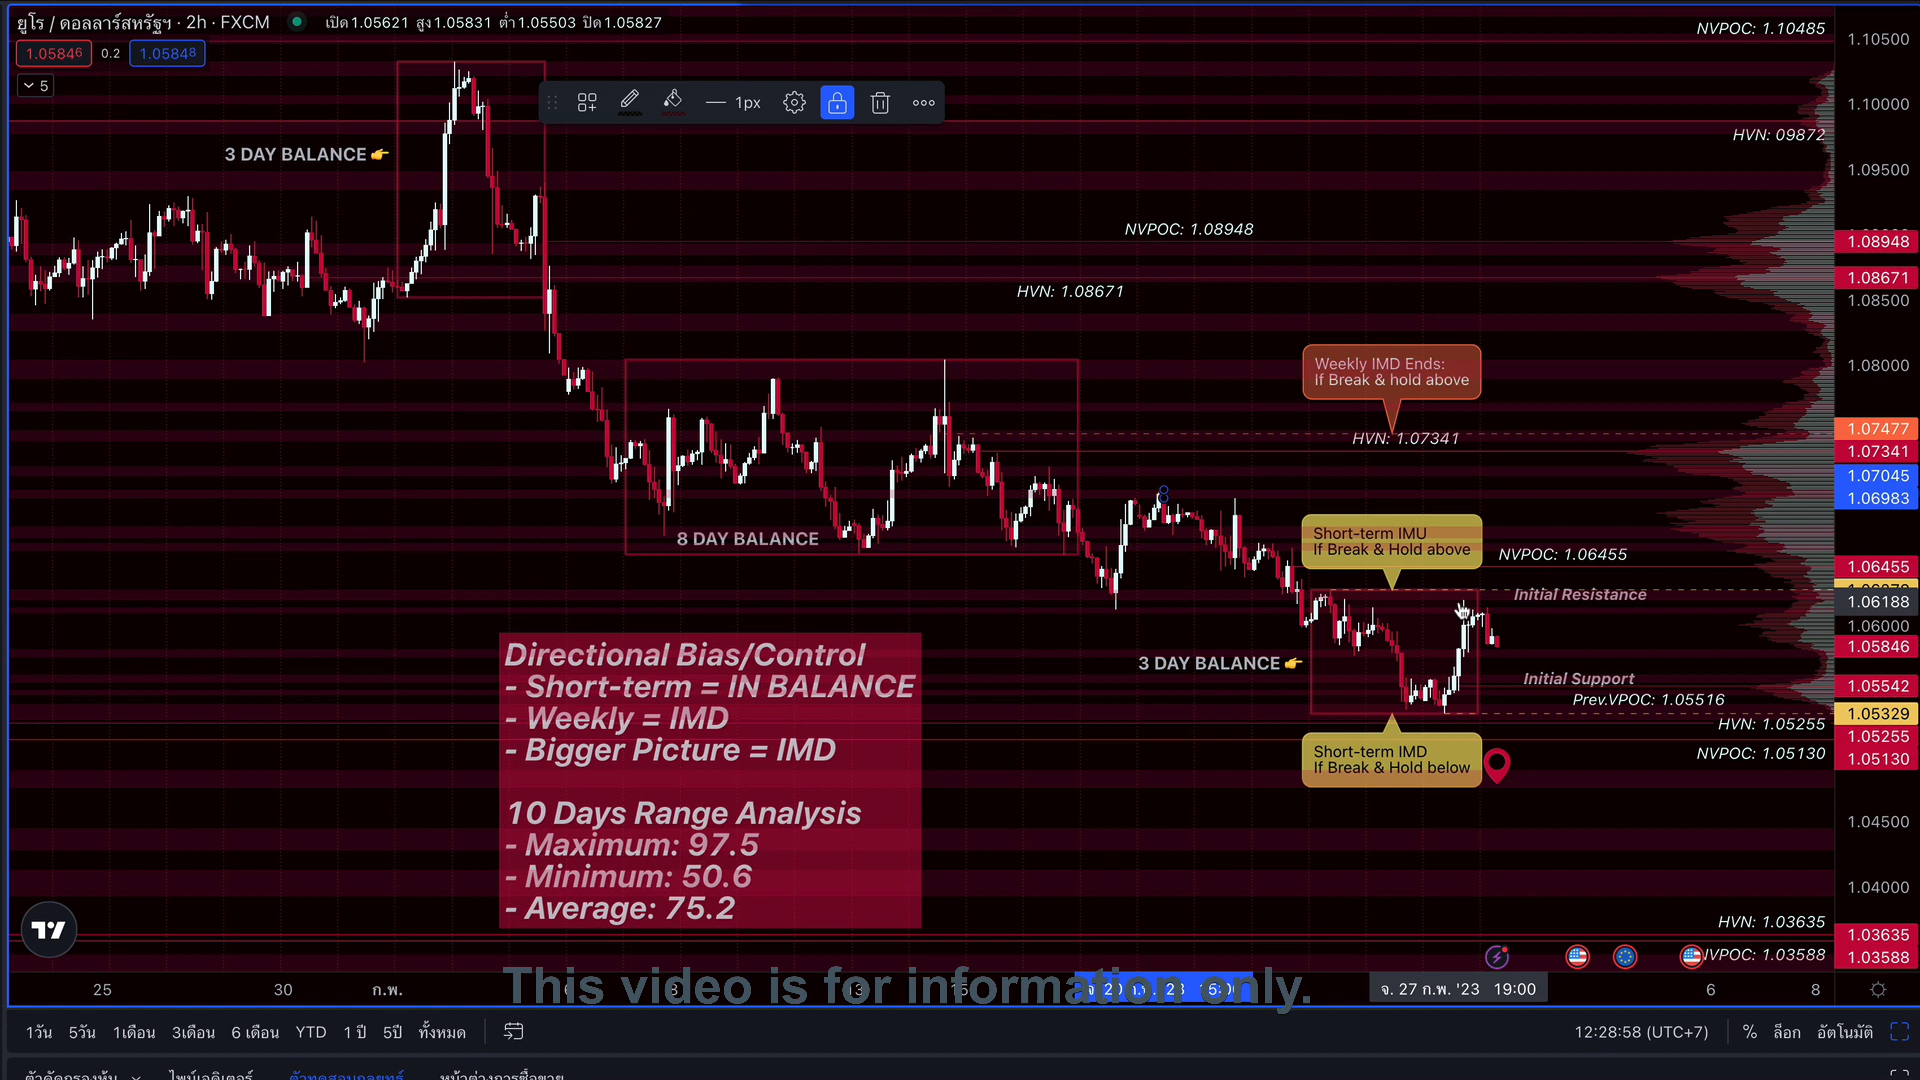 ยูโร / ดอลลาร์สหรัฐฯ · 2h · FXCM เปิด1.05621 สูง1.05831 ต่ำ1.05503 ปิด1.05827
1.05846 0.2 1.05848
5
NVPOC: 1.10485
1.10500
1px
1.10000
HVN: 09872
3 DAY BALANCE
1.09500
NVPOC: 1.08948
1.08948
1.08671
HVN: 1.08671
1.08500
Weekly IMD Ends:
If Break & hold above
1.08000
1.07477
HVN: 1.07341
1.07341
1.07045
1.06983
8 DAY BALANCE
Short-term IMU
If Break & Hold above
NVPOC: 1.06455
1.06455
Initial Resistance
1.06188
1.06000
1.05846
3 DAY BALANCE
Initial Support
1.05542
Prev.VPOC: 1.05516
1.05329
HVN: 1.05255
1.05255
Short-term IMD
If Break & Hold below
NVPOC: 1.05130
1.05130
Directional Bias/Control
- Short-term = IN BALANCE
- Weekly = IMD
- Bigger Picture = IMD
10 Days Range Analysis
- Maximum: 97.5
- Minimum: 50.6
- Average: 75.2
1.04500
1.04000
HVN: 1.03635
1.03635
VPOC: 1.03588
1.03588
This video is for information only.
25 30 ก.พ. จ. 27 ก.พ. '23 19:00 6 8
1วัน 5วัน 1เดือน 3เดือน 6 เดือน YTD 1 ปี 5ปี ทั้งหมด
12:28:58 (UTC+7) % ล็อก อัตโนมัติ